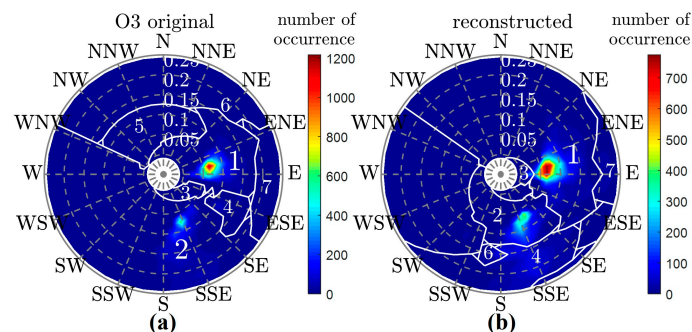 O3 original
number of
occurrence
N
NNE
NE
ENE
E
ESE
SE
SSE
S
SSW
SW
WSW
W
WNW
NW
NNW
0.25
0.2
0.15
0.1
0.05
1
2
3
4
5
6
7
1200
1000
800
600
400
200
0
(a)
reconstructed
number of
occurrence
N
NNE
NE
ENE
E
ESE
SE
SSE
S
SSW
SW
WSW
W
WNW
NW
NNW
0.25
0.2
0.15
0.1
0.05
1
2
3
4
6
7
700
600
500
400
300
200
100
0
(b)